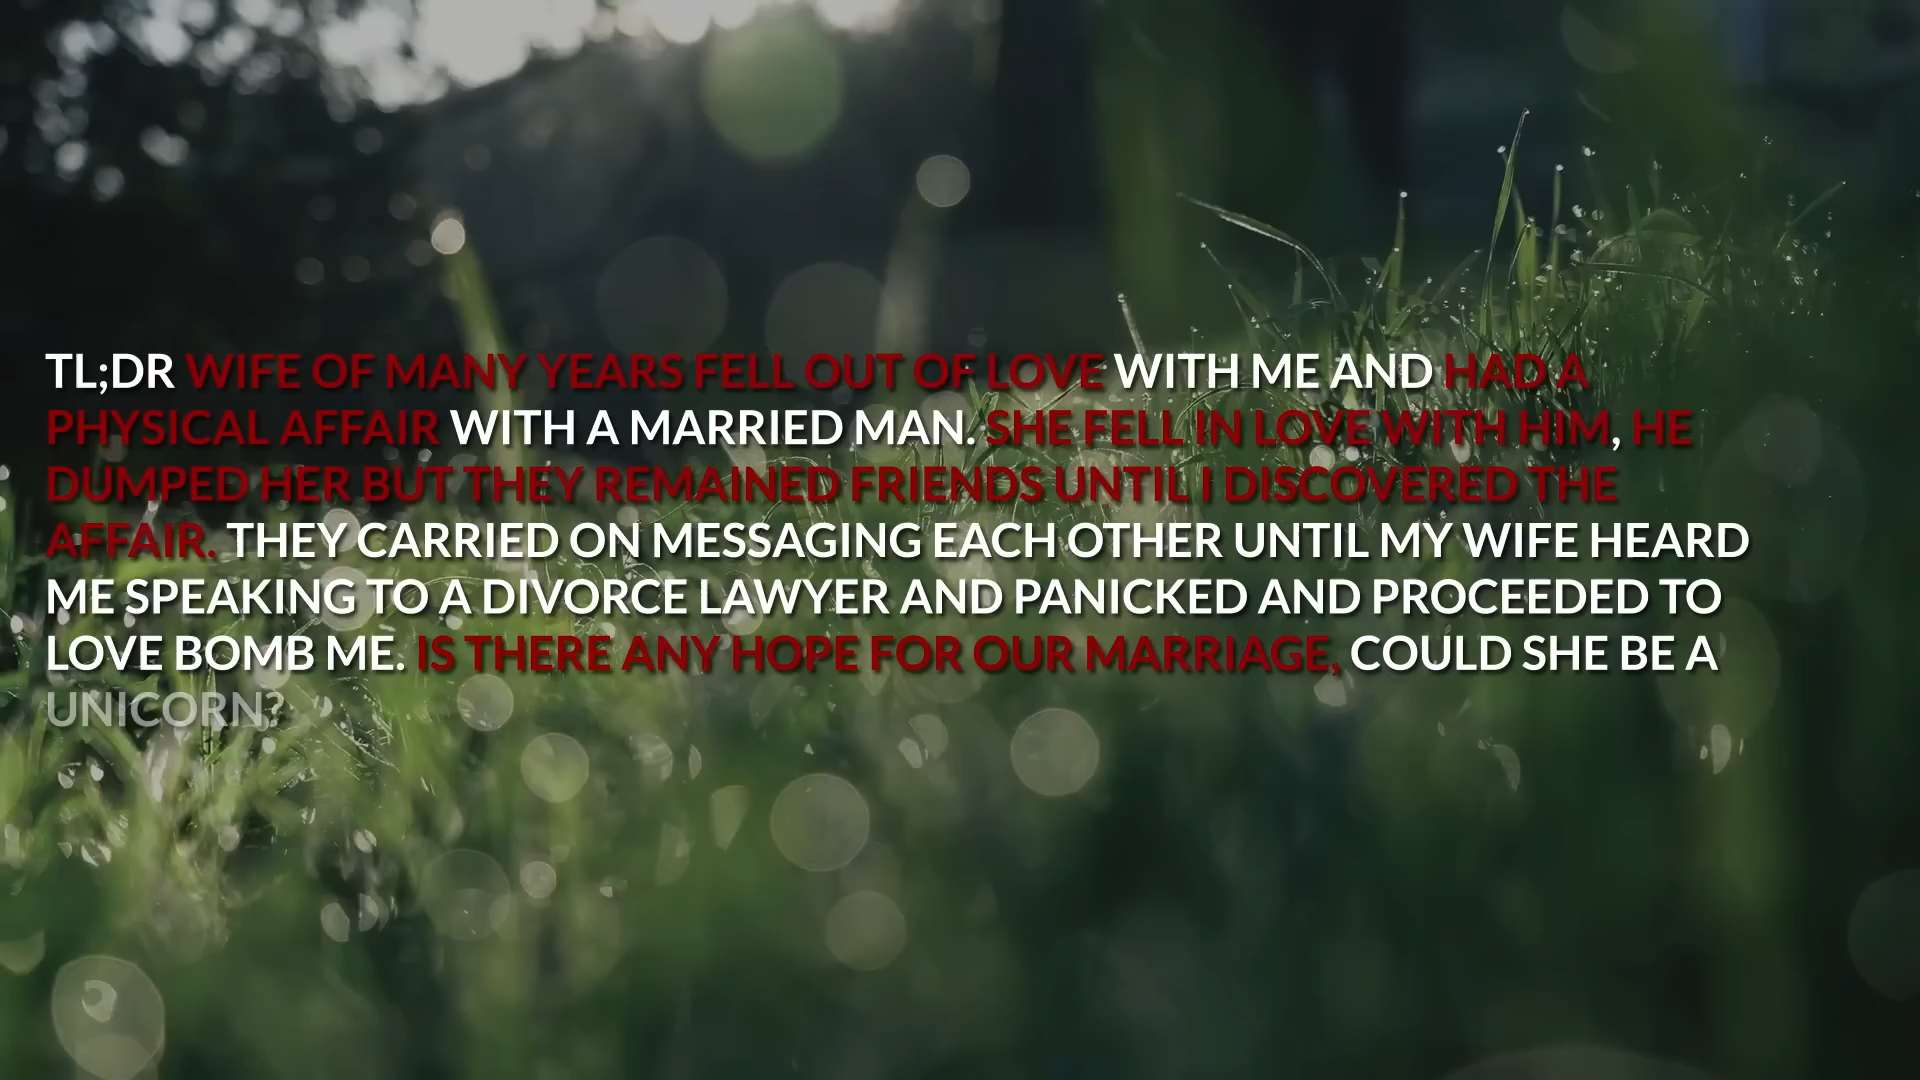 TL;DR WIFE OF MANY YEARS FELL OUT OF LOVE WITH ME AND HAD A
PHYSICAL AFFAIR WITH A MARRIED MAN. SHE FELL IN LOVE WITH HIM, HE
DUMPED HER BUT THEY REMAINED FRIENDS UNTIL I DISCOVERED THE
AFFAIR. THEY CARRIED ON MESSAGING EACH OTHER UNTIL MY WIFE HEARD
ME SPEAKING TO A DIVORCE LAWYER AND PANICKED AND PROCEEDED TO
LOVE BOMB ME. IS THERE ANY HOPE FOR OUR MARRIAGE, COULD SHE BE A
UNICORN?